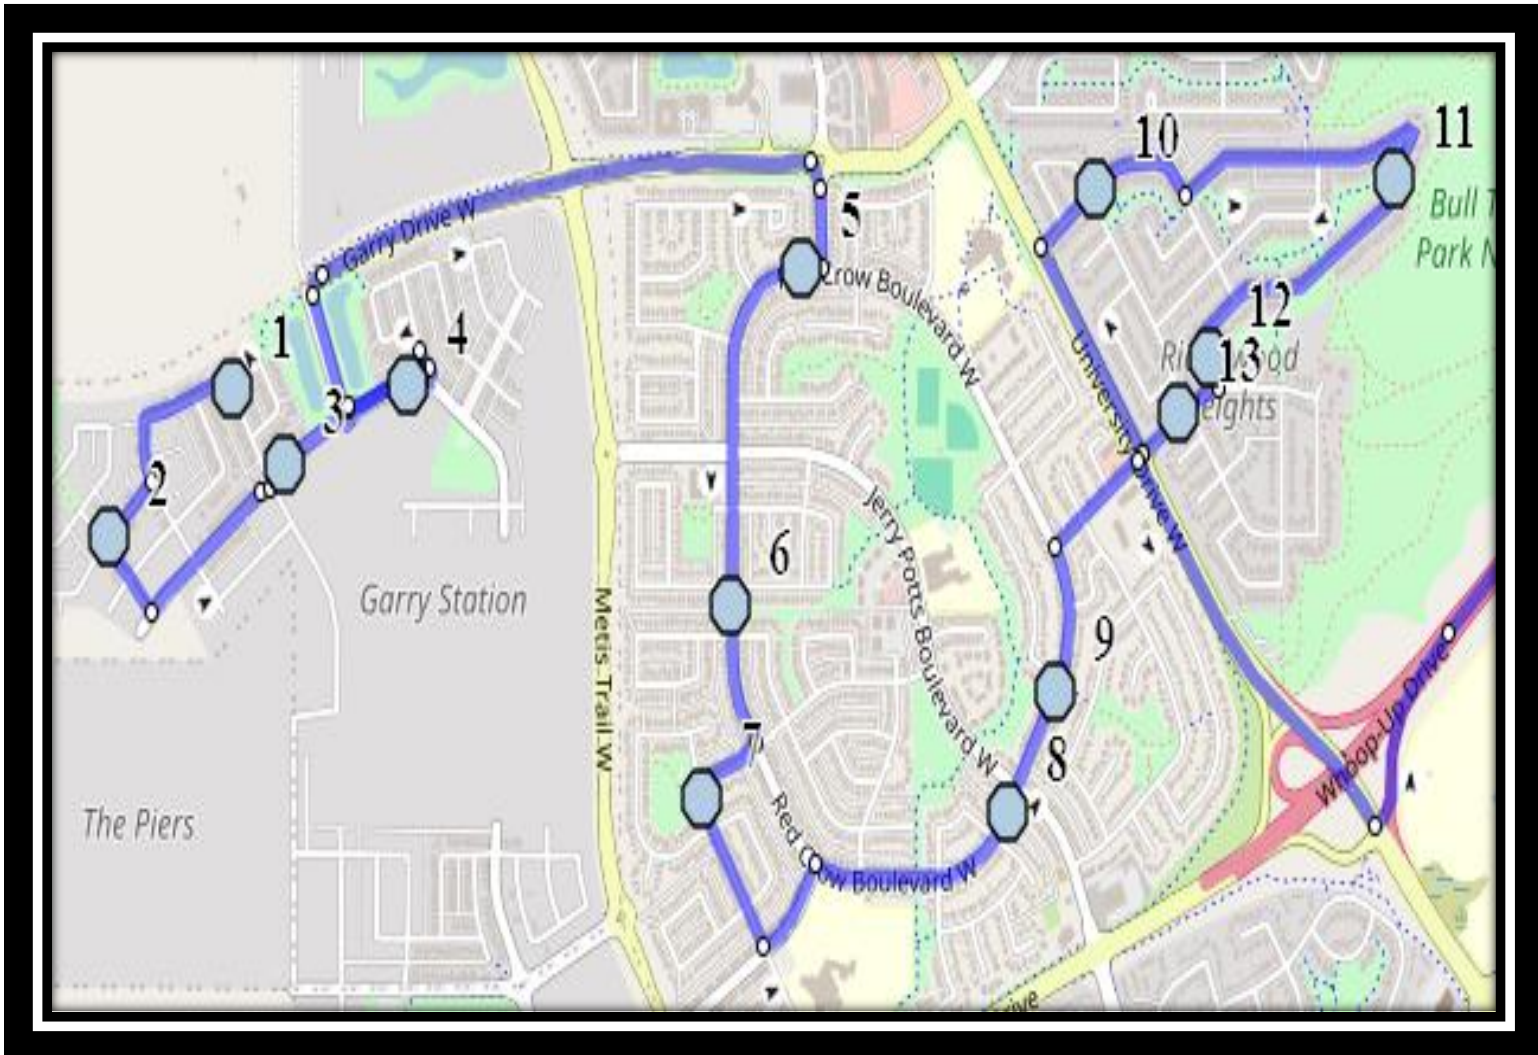 10
11
5
Garry Drive W
Bull T
Park N
Crow Boulevard W
1
4
12
13
University Drive W
3
2
Jerry Potts Boulevard W
6
Garry Station
Metis Trail W
9
Whoop-Up Drive
7
8
The Piers
Red Crow Boulevard W